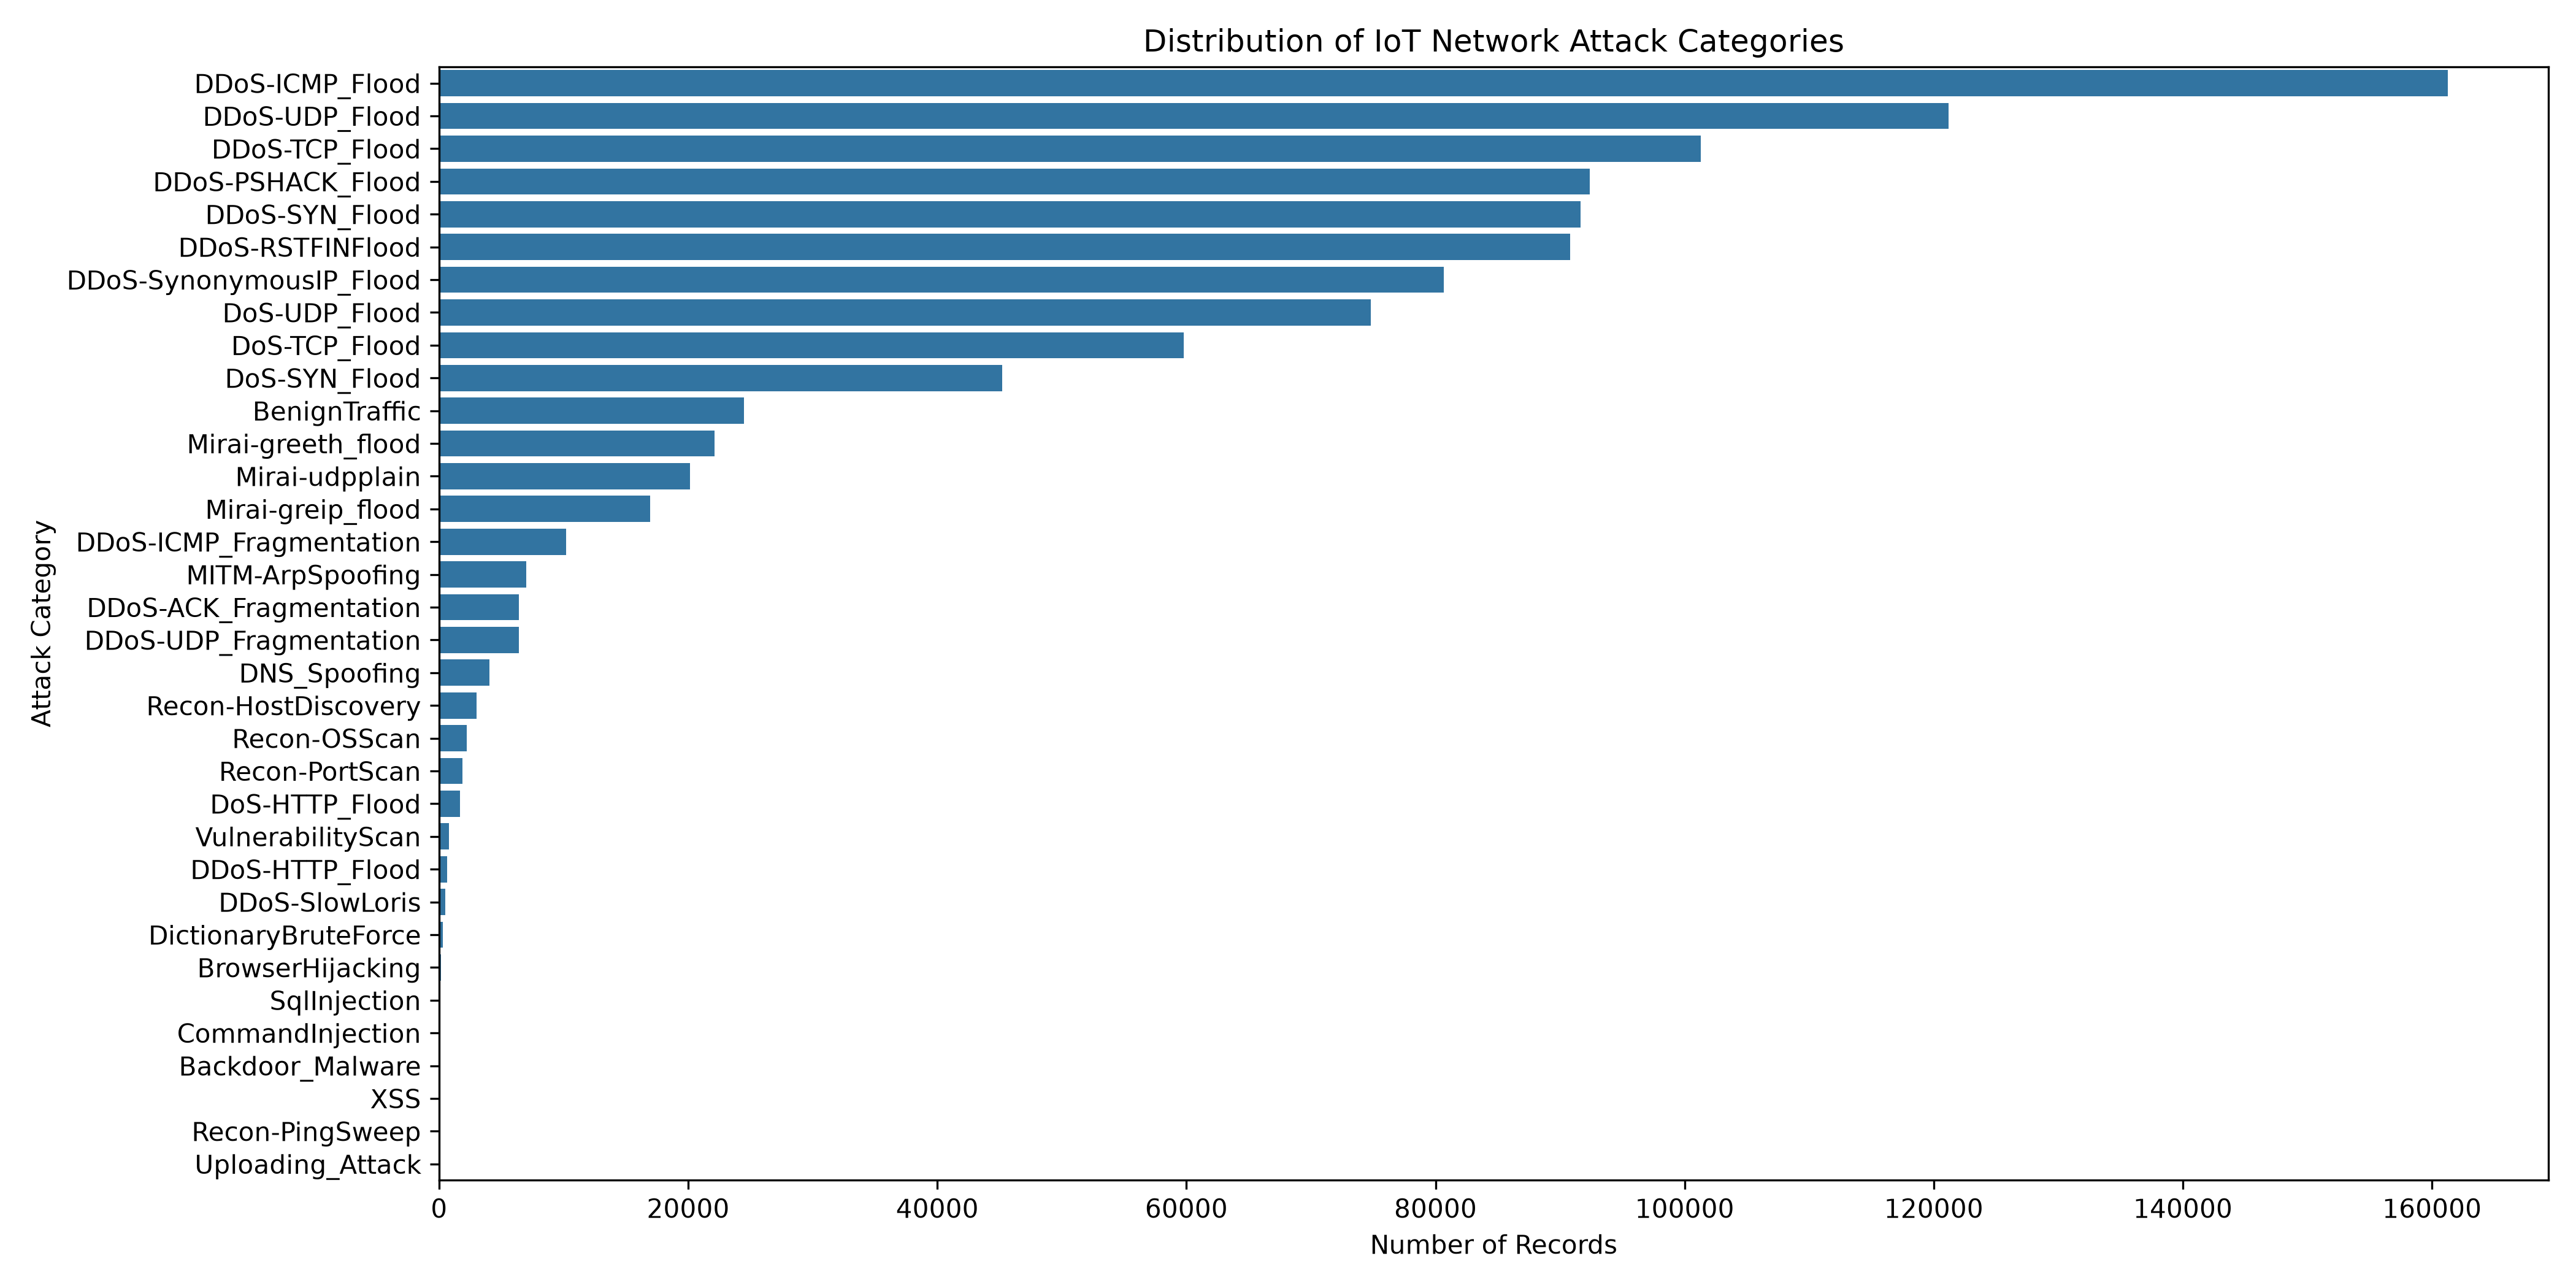 Distribution of IoT Network Attack Categories
DDoS-ICMP_Flood
DDoS-UDP_Flood
DDoS-TCP_Flood
DDoS-PSHACK_Flood
DDoS-SYN_Flood
DDoS-RSTFINFlood
DDoS-SynonymousIP_Flood
DoS-UDP_Flood
DoS-TCP_Flood
DoS-SYN_Flood
BenignTraffic
Mirai-greeth_flood
Mirai-udpplain
Mirai-greip_flood
DDoS-ICMP_Fragmentation
MITM-ArpSpoofing
DDoS-ACK_Fragmentation
DDoS-UDP_Fragmentation
DNS_Spoofing
Recon-HostDiscovery
Recon-OSScan
Recon-PortScan
DoS-HTTP_Flood
VulnerabilityScan
DDoS-HTTP_Flood
DDoS-SlowLoris
DictionaryBruteForce
BrowserHijacking
SqlInjection
CommandInjection
Backdoor_Malware
XSS
Recon-PingSweep
Uploading_Attack
Attack Category
0 20000 40000 60000 80000 100000 120000 140000 160000
Number of Records